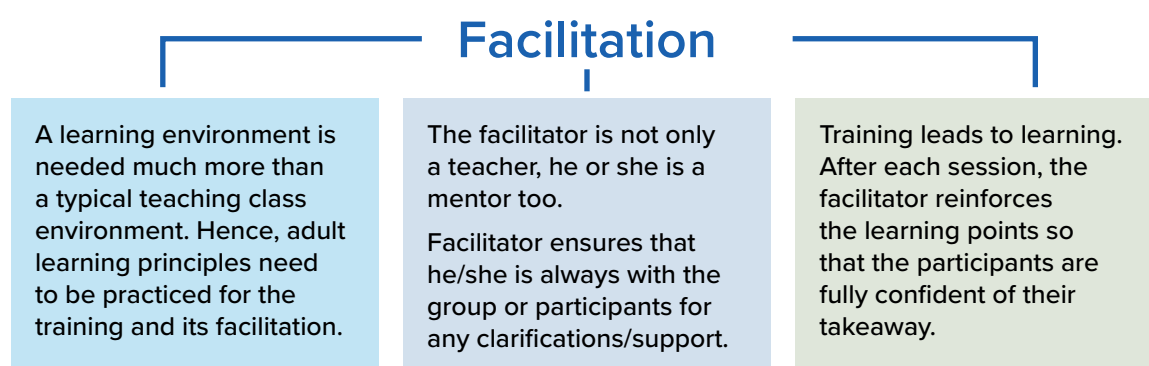 Facilitation
A learning environment is
needed much more than
a typical teaching class
environment. Hence, adult
learning principles need
to be practiced for the
training and its facilitation.
The facilitator is not only
a teacher, he or she is a
mentor too.
Facilitator ensures that
he/she is always with the
group or participants for
any clarifications/support.
Training leads to learning.
After each session, the
facilitator reinforces
the learning points so
that the participants are
fully confident of their
takeaway.